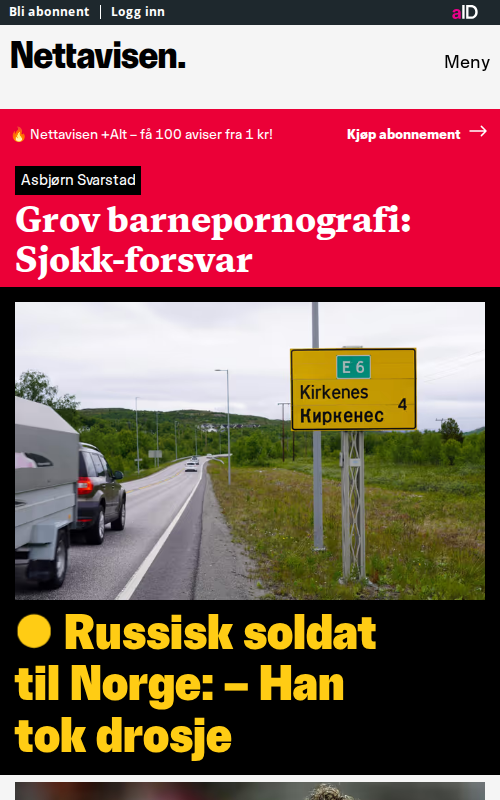 Bli abonnent | Logg inn
aID
Nettavisen.
Meny
🔥 Nettavisen +Alt – få 100 aviser fra 1 kr!
Kjøp abonnement →
Asbjørn Svarstad
Grov barnepornografi:
Sjokk-forsvar
E 6
Kirkenes
Киркенес
4
Russisk soldat
til Norge: – Han
tok drosje